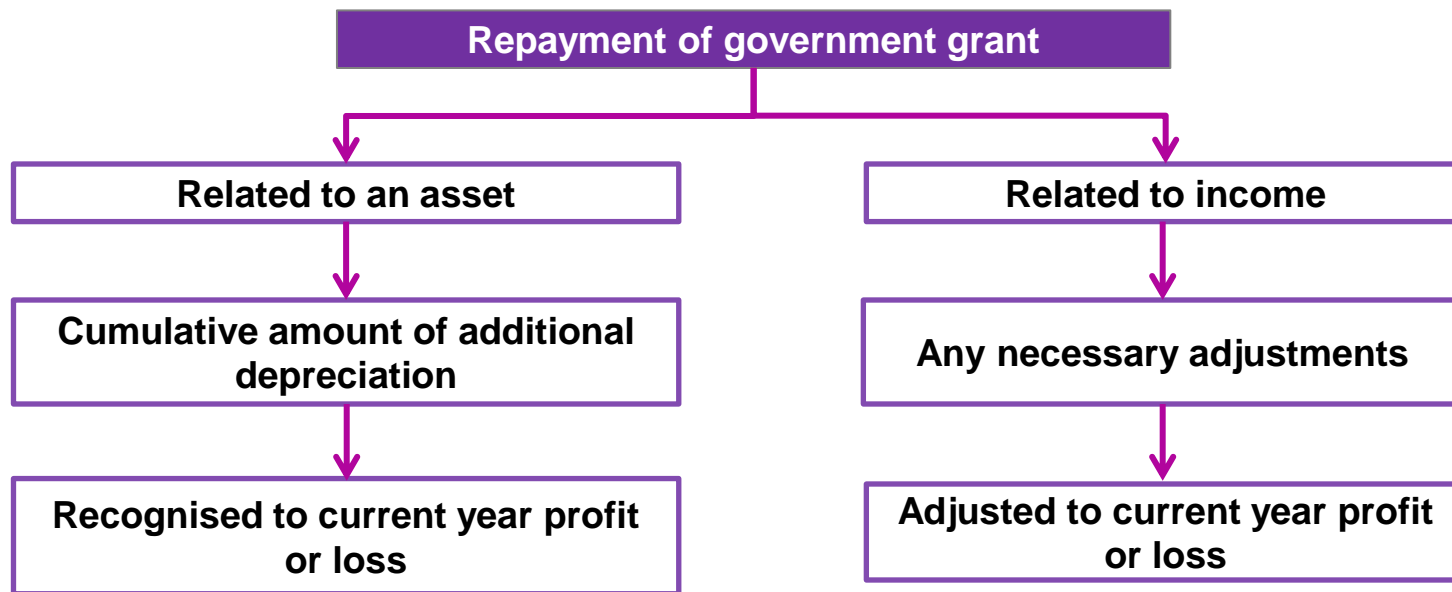 Repayment of government grant
Related to an asset
Related to income
Cumulative amount of additional
depreciation
Any necessary adjustments
Recognised to current year profit
or loss
Adjusted to current year profit
or loss